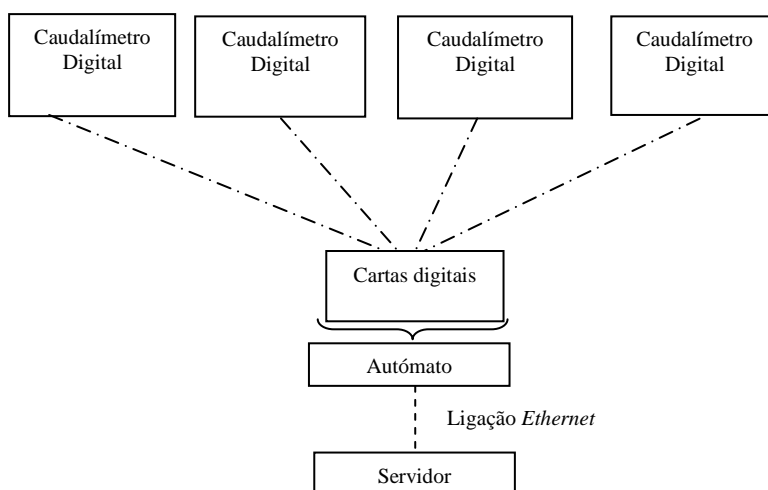 Caudalímetro
Digital
Caudalímetro
Digital
Caudalímetro
Digital
Caudalímetro
Digital
Cartas digitais
Autómato
Ligação Ethernet
Servidor